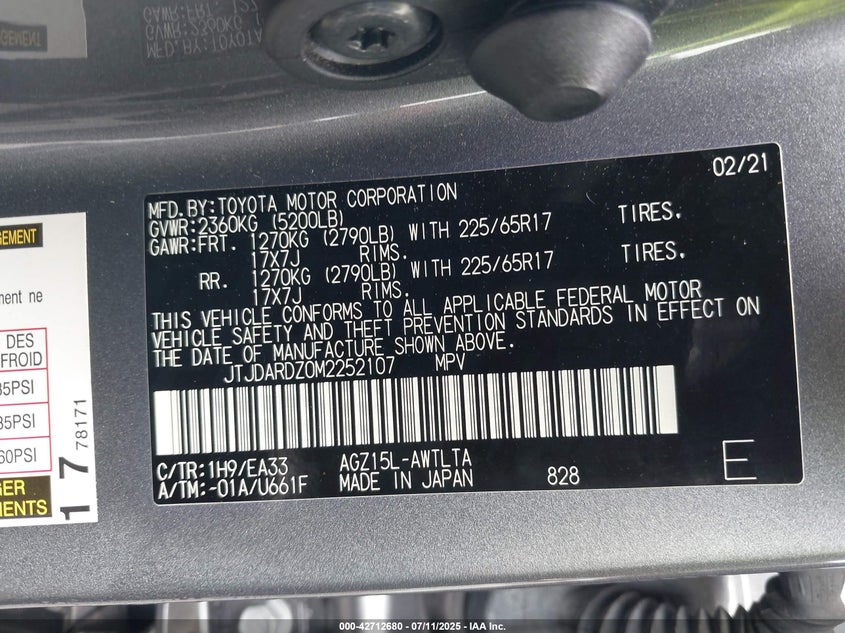 02/21
MFD.BY:TOYOTA MOTOR CORPORATION
GVWR:2360KG (5200LB)
GAWR:FRT. 1270KG (2790LB) WITH 225/65R17 TIRES.
17X7J RIMS.
RR. 1270KG (2790LB) WITH 225/65R17 TIRES.
17X7J RIMS.
THIS VEHICLE CONFORMS TO ALL APPLICABLE FEDERAL MOTOR
VEHICLE SAFETY AND THEFT PREVENTION STANDARDS IN EFFECT ON
THE DATE OF MANUFACTURE SHOWN ABOVE.
JTJDARDZ0M2252107 MPV
C/TR:1H9/EA33 AGZ15L-AWTLTA
A/TM:-01A/U661F MADE IN JAPAN 828 E
ment ne
DES
FROID
35PSI
35PSI
60PSI
17 78171
000-42712680 - 07/11/2025 - IAA Inc.